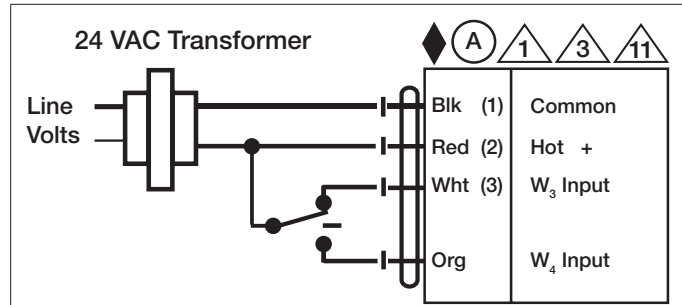 24 VAC Transformer
A 1 3 11
Line
Volts
Blk (1) Common
Red (2) Hot +
Wht (3) W₃ Input
Org W₄ Input